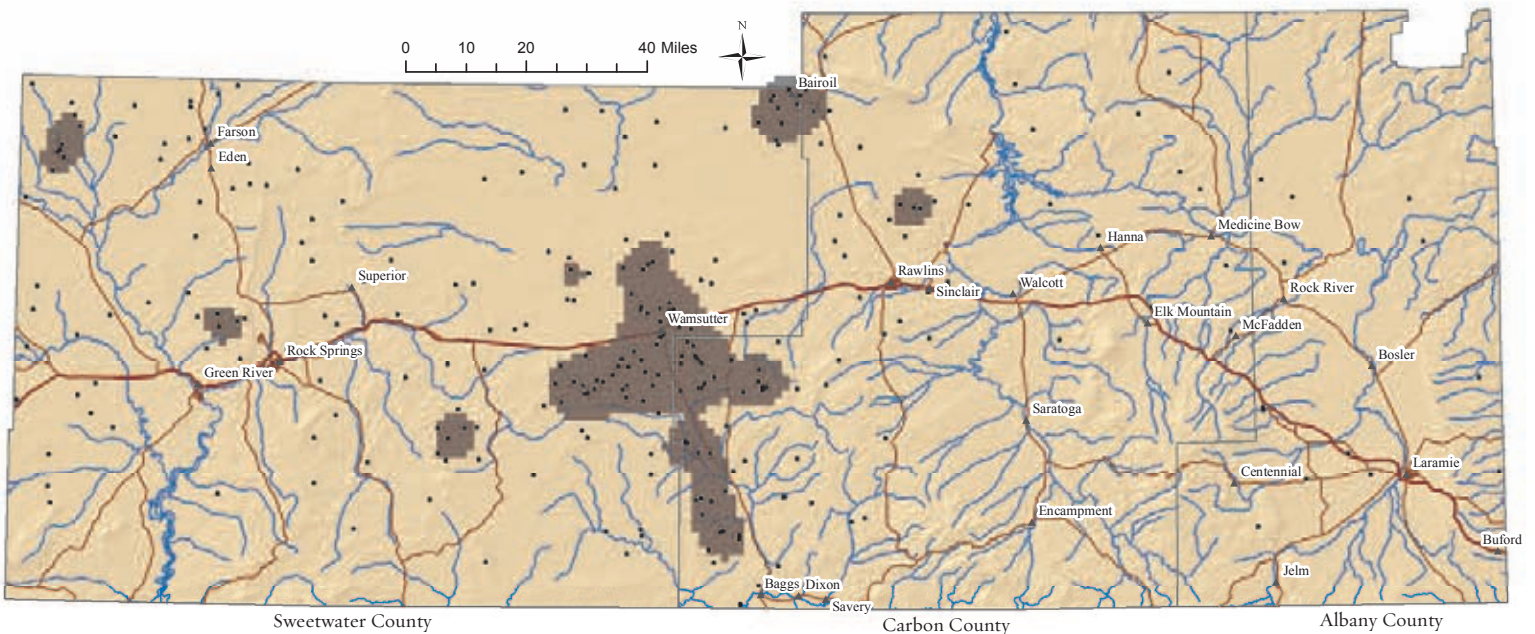 N
0 10 20 40 Miles
Bairoil
Farson
Eden
Medicine Bow
Hanna
Rawlins
Superior
Walcott
Sinclair
Rock River
Elk Mountain
Wamsutter
McFadden
Rock Springs
Bosler
Green River
Saratoga
Laramie
Centennial
Encampment
Buford
Jelm
Baggs
Dixon
Savery
Sweetwater County
Carbon County
Albany County